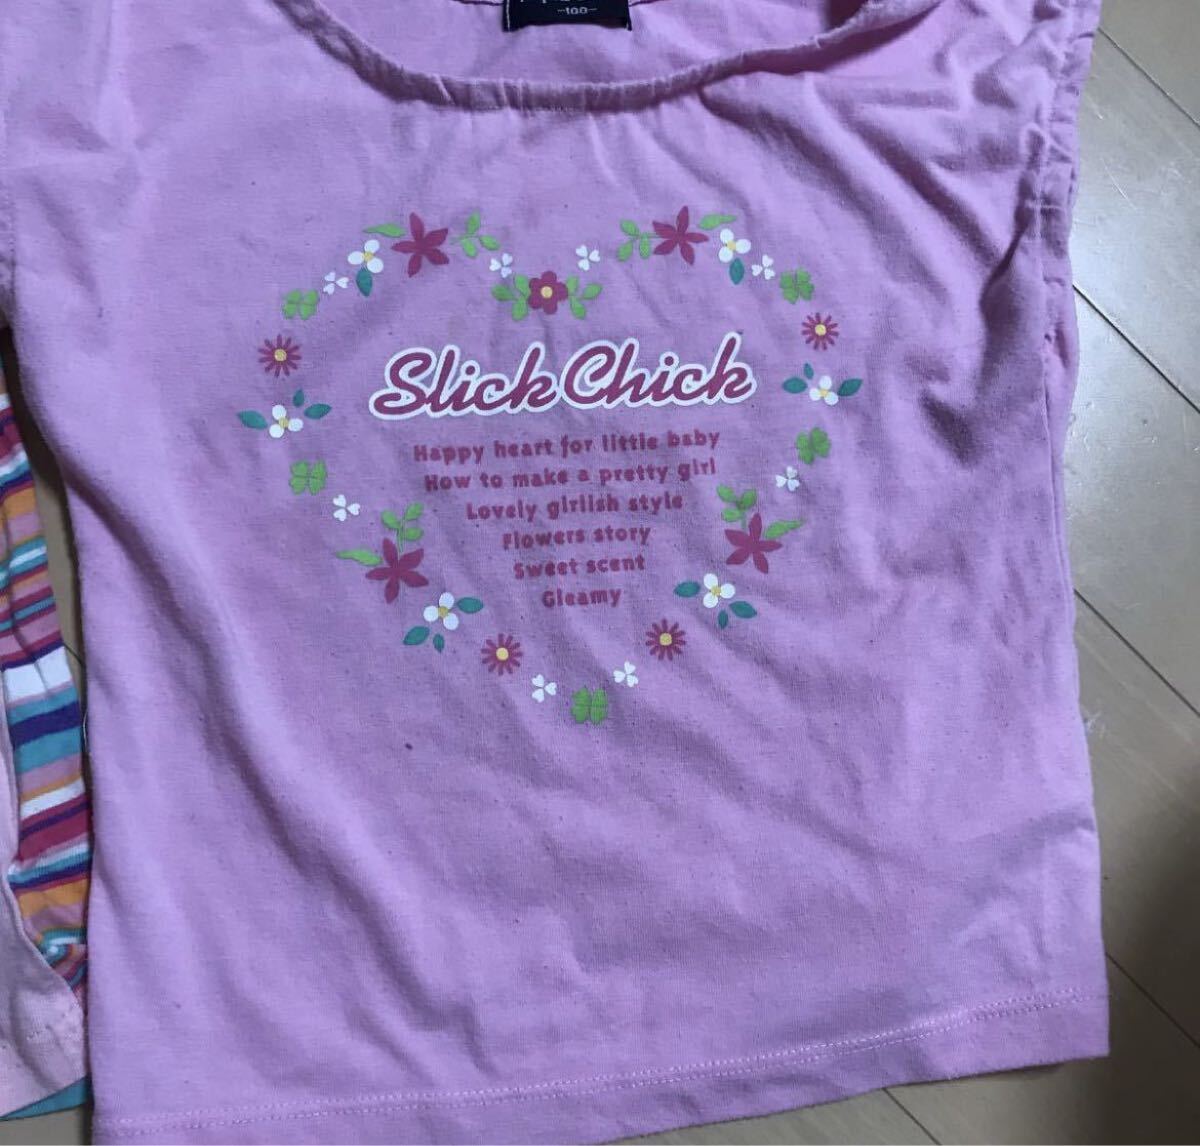 -100-
Slick Chick
Happy heart for little baby
How to make a pretty girl
Lovely girlish style
Flowers story
Sweet scent
Gleamy